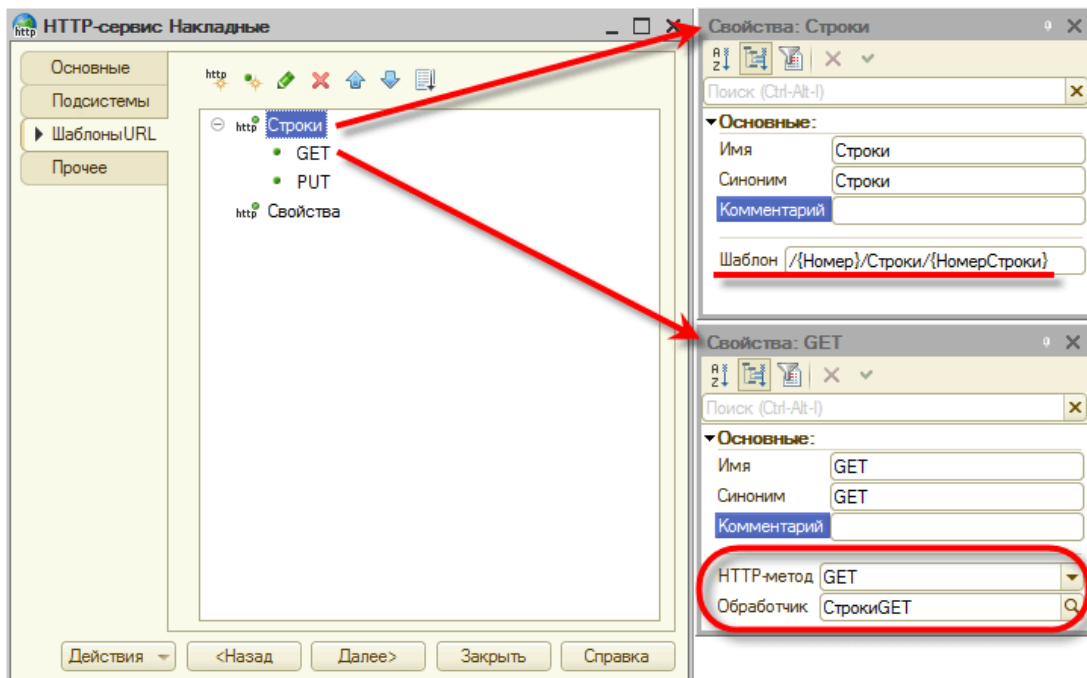 HTTP-сервис Накладные
Основные
Подсистемы
ШаблоныURL
Прочее
http
http Строки
GET
PUT
http Свойства
Действия
<Назад
Далее>
Закрыть
Справка
Свойства: Строки
Поиск (Ctrl-Alt-I)
Основные:
Имя Строки
Синоним Строки
Комментарий
Шаблон /{Номер}/Строки/{НомерСтроки}
Свойства: GET
Поиск (Ctrl-Alt-I)
Основные:
Имя GET
Синоним GET
Комментарий
HTTP-метод GET
Обработчик СтрокиGET